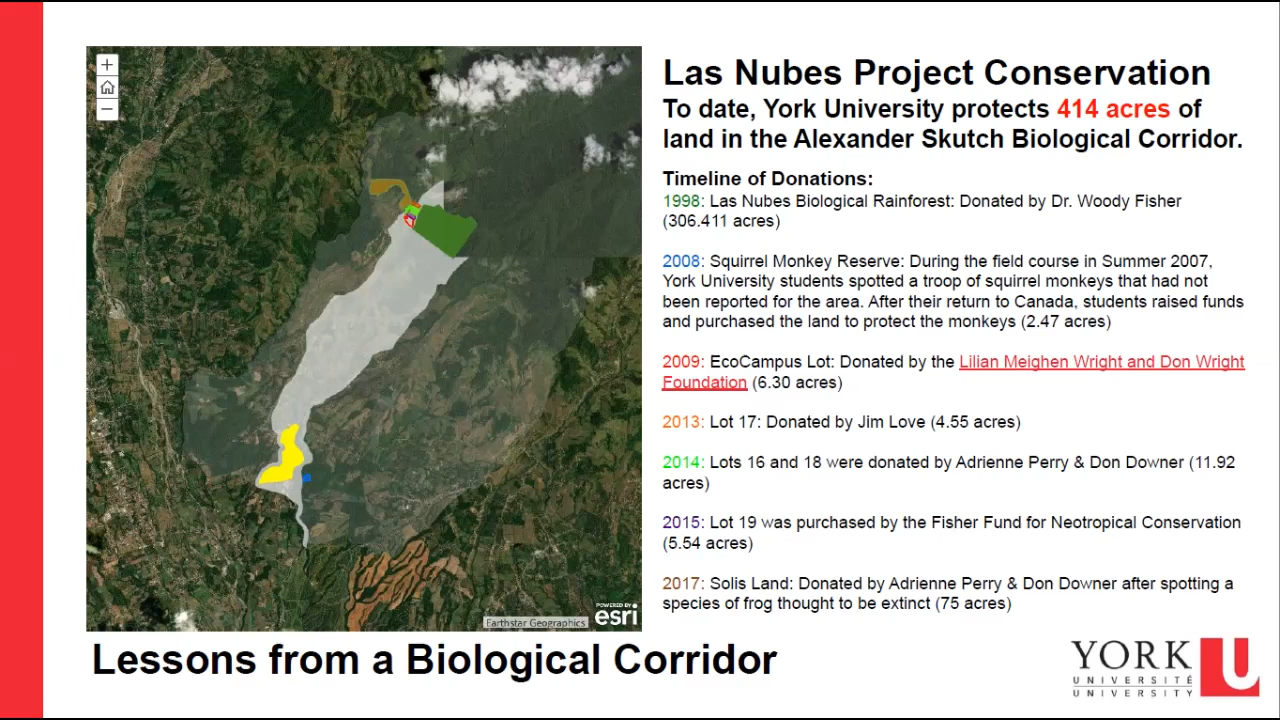 +
−
Las Nubes Project Conservation
To date, York University protects 414 acres of
land in the Alexander Skutch Biological Corridor.
Timeline of Donations:
1998: Las Nubes Biological Rainforest: Donated by Dr. Woody Fisher
(306.411 acres)
2008: Squirrel Monkey Reserve: During the field course in Summer 2007,
York University students spotted a troop of squirrel monkeys that had not
been reported for the area. After their return to Canada, students raised funds
and purchased the land to protect the monkeys (2.47 acres)
2009: EcoCampus Lot: Donated by the Lilian Meighen Wright and Don Wright
Foundation (6.30 acres)
2013: Lot 17: Donated by Jim Love (4.55 acres)
2014: Lots 16 and 18 were donated by Adrienne Perry & Don Downer (11.92
acres)
2015: Lot 19 was purchased by the Fisher Fund for Neotropical Conservation
(5.54 acres)
2017: Solis Land: Donated by Adrienne Perry & Don Downer after spotting a
species of frog thought to be extinct (75 acres)
POWERED BY
esri
Earthstar Geographics
Lessons from a Biological Corridor
YORK U
UNIVERSITÉ
UNIVERSITY